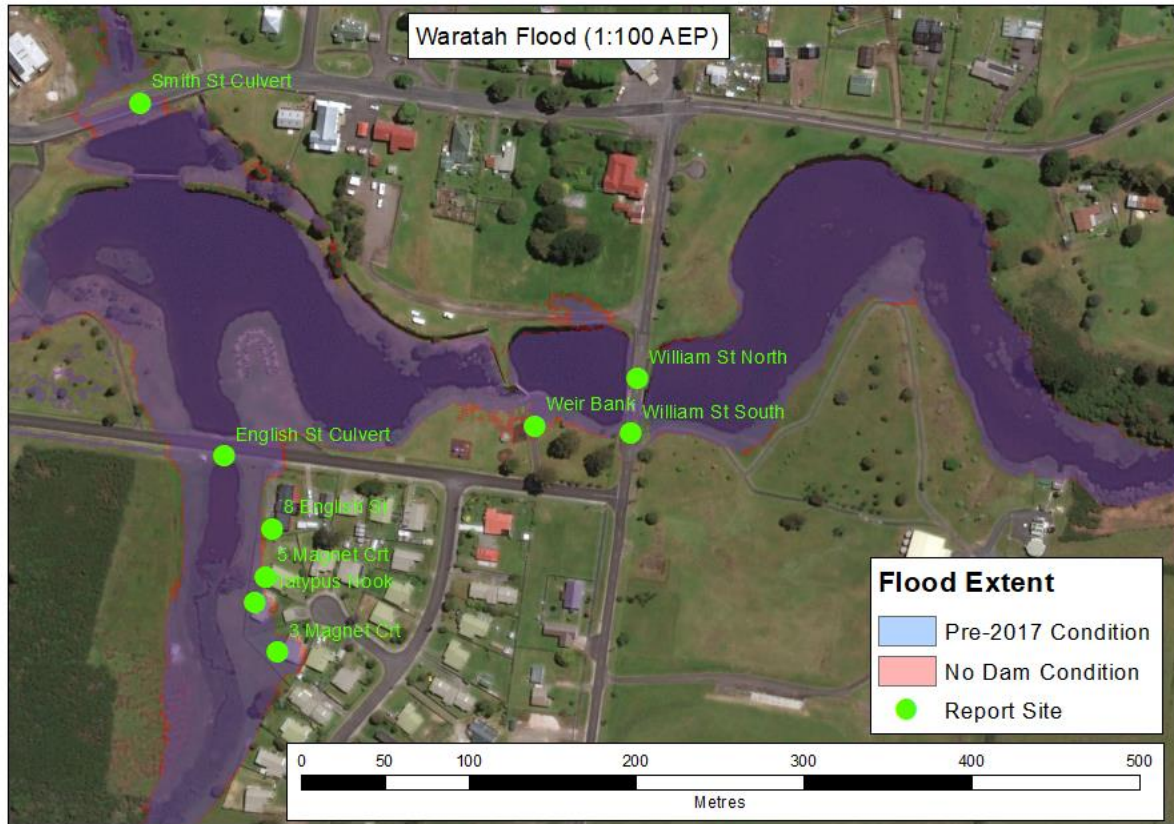 Waratah Flood (1:100 AEP)
Smith St Culvert
William St North
Weir Bank
William St South
English St Culvert
8 English St
5 Magnet Crt
latypus Nook
3 Magnet Crt
Flood Extent
Pre-2017 Condition
No Dam Condition
Report Site
0 50 100 200 300 400 500
Metres